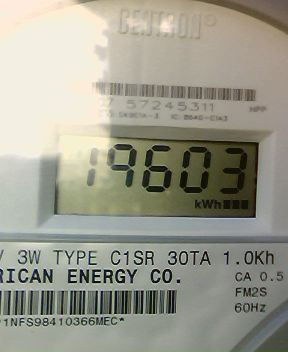 CENTRON®
57245311
19603
kWh
V 3W TYPE C1SR 30TA 1.0Kh
RICAN ENERGY CO.
CA 0.5
FM2S
60Hz
*1NFS98410366MEC*